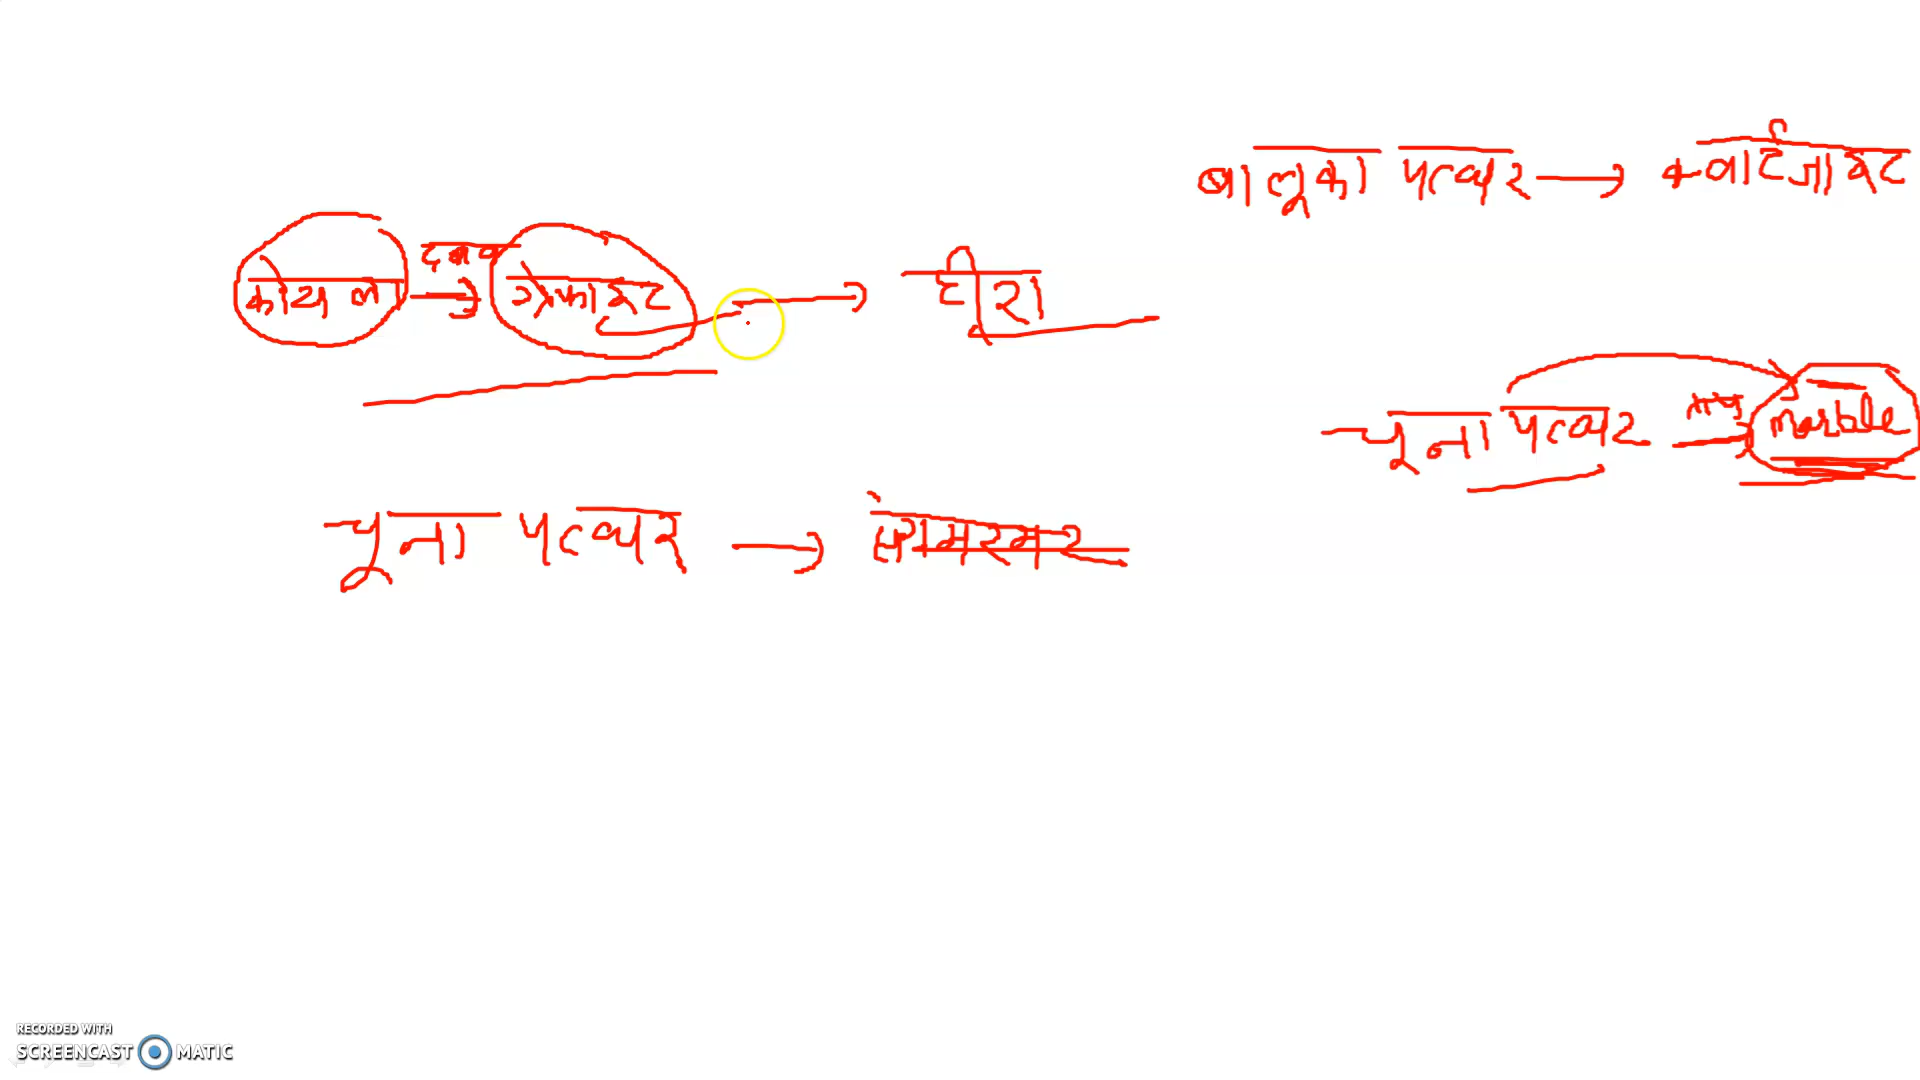 बालुका पत्थर → क्वार्टजाइट
दबाव
कोयला → ग्रेफाइट → हीरा
चूना पत्थर → ताप marble
चूना पत्थर → संगमरमर
RECORDED WITH
SCREENCAST MATIC